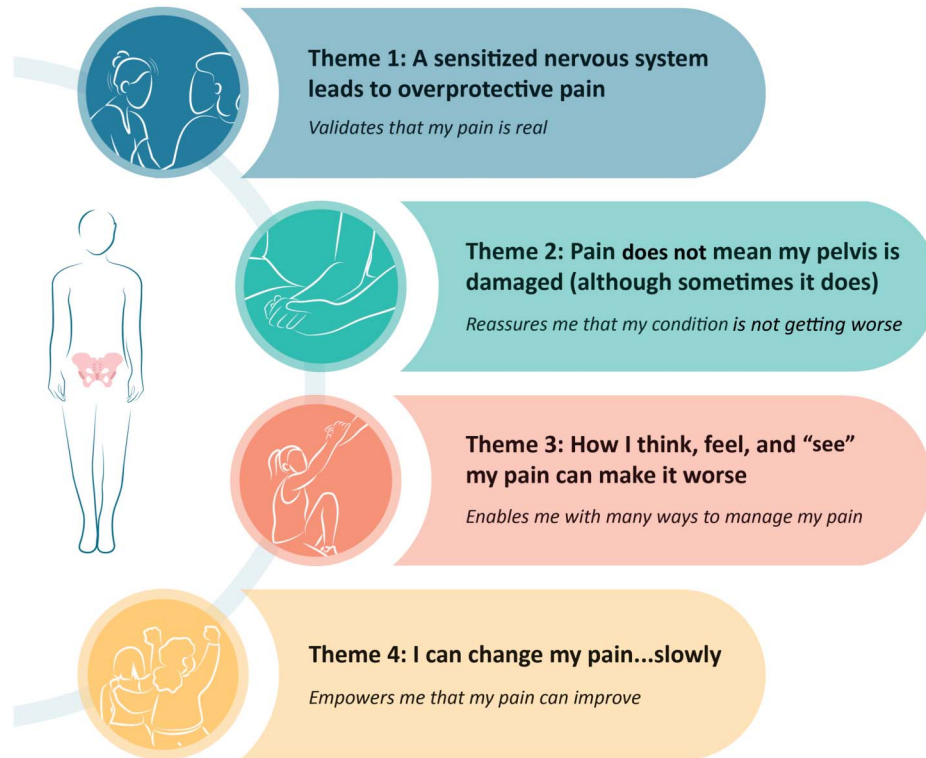 Theme 1: A sensitized nervous system
leads to overprotective pain
Validates that my pain is real
Theme 2: Pain does not mean my pelvis is
damaged (although sometimes it does)
Reassures me that my condition is not getting worse
Theme 3: How I think, feel, and “see”
my pain can make it worse
Enables me with many ways to manage my pain
Theme 4: I can change my pain...slowly
Empowers me that my pain can improve